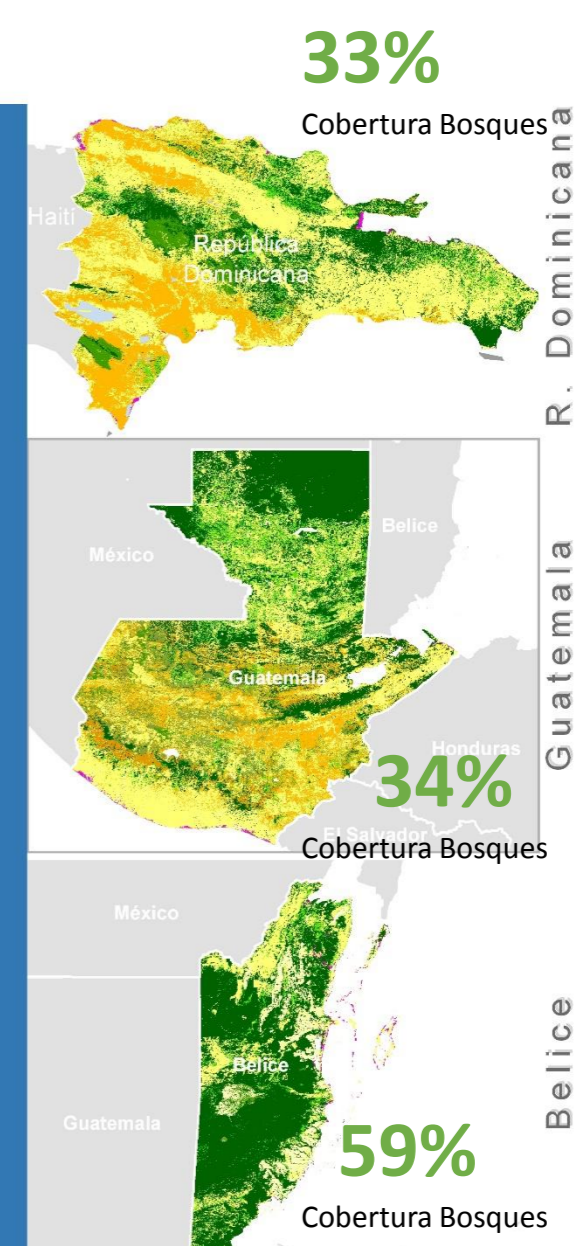 33%
Cobertura Bosques
Haití
República
Dominicana
R. Dominicana
México
Belice
Guatemala
Honduras
34%
El Salvador
Cobertura Bosques
Guatemala
México
Belice
Guatemala
59%
Cobertura Bosques
Belice